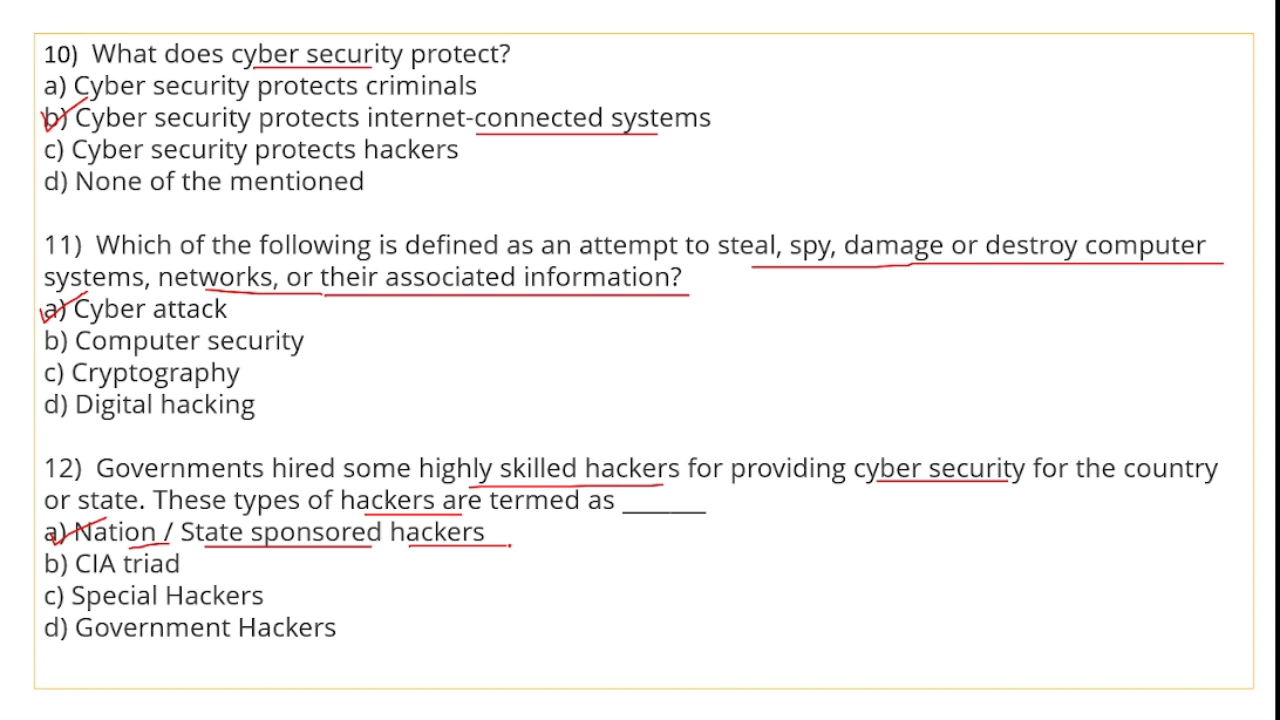 10)  What does cyber security protect?
a) Cyber security protects criminals
b) Cyber security protects internet-connected systems
c) Cyber security protects hackers
d) None of the mentioned
11)  Which of the following is defined as an attempt to steal, spy, damage or destroy computer
systems, networks, or their associated information?
a) Cyber attack
b) Computer security
c) Cryptography
d) Digital hacking
12)  Governments hired some highly skilled hackers for providing cyber security for the country
or state. These types of hackers are termed as ______
a) Nation / State sponsored hackers
b) CIA triad
c) Special Hackers
d) Government Hackers